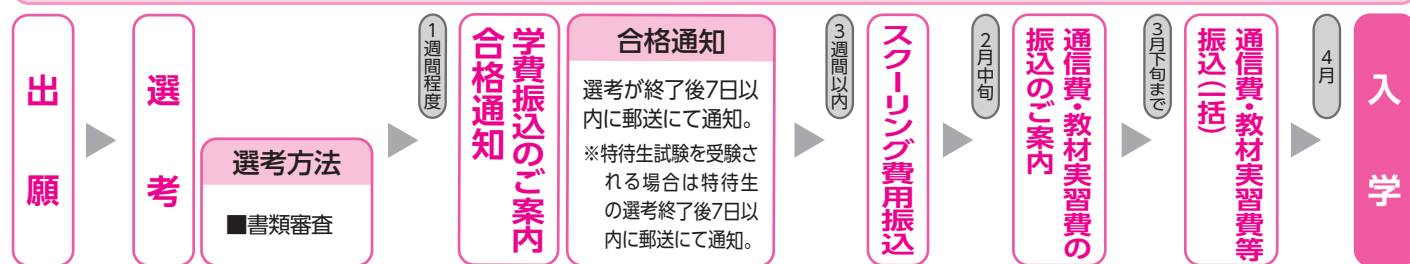 出願
選考
選考方法
■書類審査
1週間程度
学費振込のご案内
合格通知
合格通知
選考が終了後7日以
内に郵送にて通知。
※特待生試験を受験さ
れる場合は特待生
の選考終了後7日以
内に郵送にて通知。
3週間以内
スクーリング費用振込
2月中旬
通信費・教材実習費の
振込のご案内
3月下旬まで
通信費・教材実習費等
振込(一括)
4月
入学